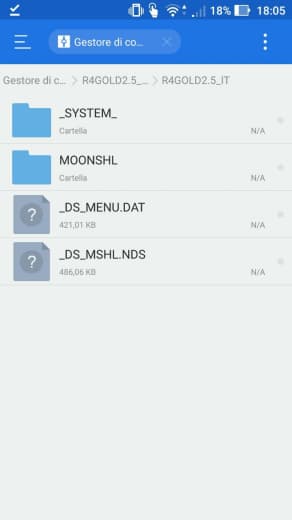 18% 18:05
Gestore di co...
Gestore di c... R4GOLD2.5_... R4GOLD2.5_IT
_SYSTEM_
Cartella N/A
MOONSHL
Cartella N/A
_DS_MENU.DAT
421,01 KB N/A
_DS_MSHL.NDS
486,06 KB N/A